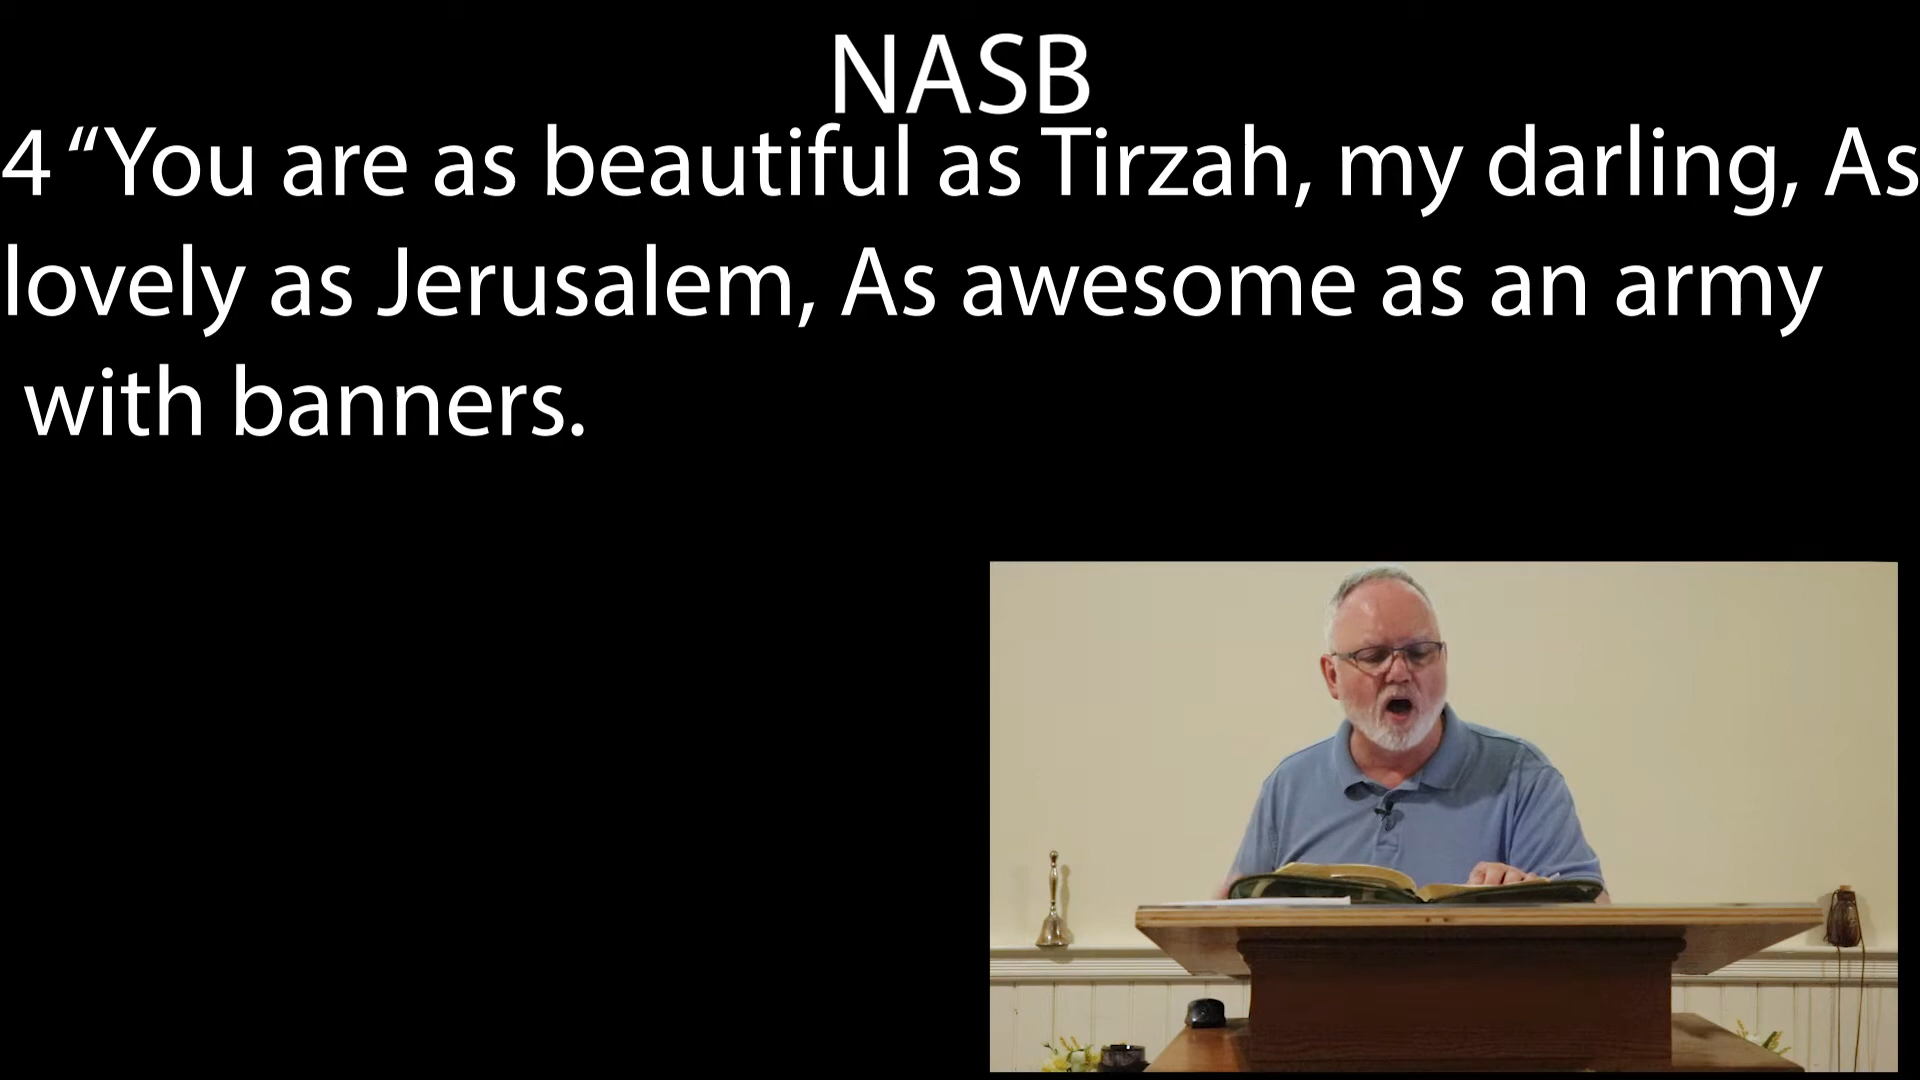 NASB
4 “You are as beautiful as Tirzah, my darling, As
lovely as Jerusalem, As awesome as an army
with banners.